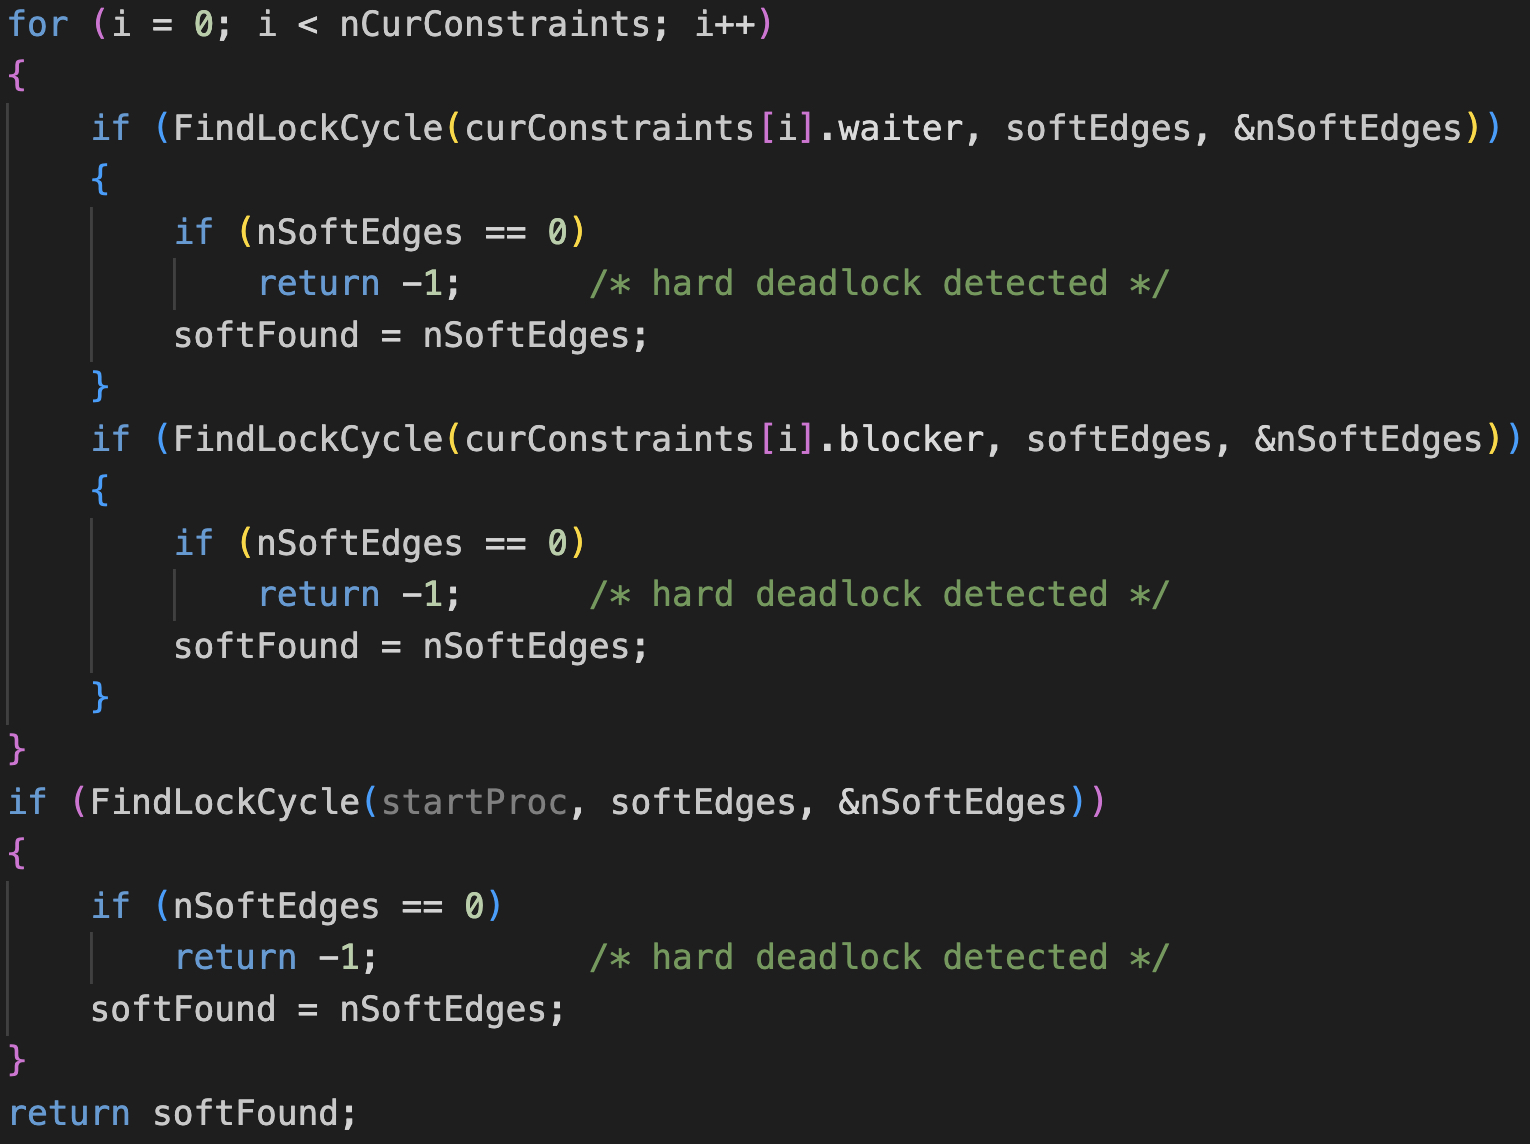 for (i = 0; i < nCurConstraints; i++)
{
    if (FindLockCycle(curConstraints[i].waiter, softEdges, &nSoftEdges))
    {
        if (nSoftEdges == 0)
            return -1;      /* hard deadlock detected */
        softFound = nSoftEdges;
    }
    if (FindLockCycle(curConstraints[i].blocker, softEdges, &nSoftEdges))
    {
        if (nSoftEdges == 0)
            return -1;      /* hard deadlock detected */
        softFound = nSoftEdges;
    }
}
if (FindLockCycle(startProc, softEdges, &nSoftEdges))
{
    if (nSoftEdges == 0)
        return -1;          /* hard deadlock detected */
    softFound = nSoftEdges;
}
return softFound;